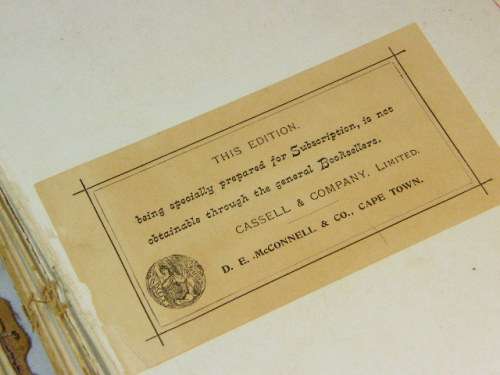 THIS EDITION.
being specially prepared for Subscription, is not
obtainable through the general Booksellers.
CASSELL & COMPANY, LIMITED.
D. E. McCONNELL & CO., CAPE TOWN.